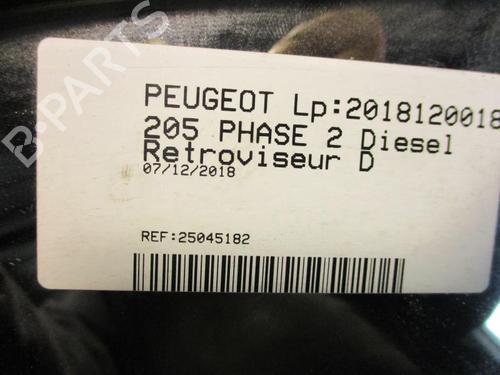 PEUGEOT Lp:2018120018
205 PHASE 2 Diesel
Retroviseur D
07/12/2018
REF:25045182
B-Parts